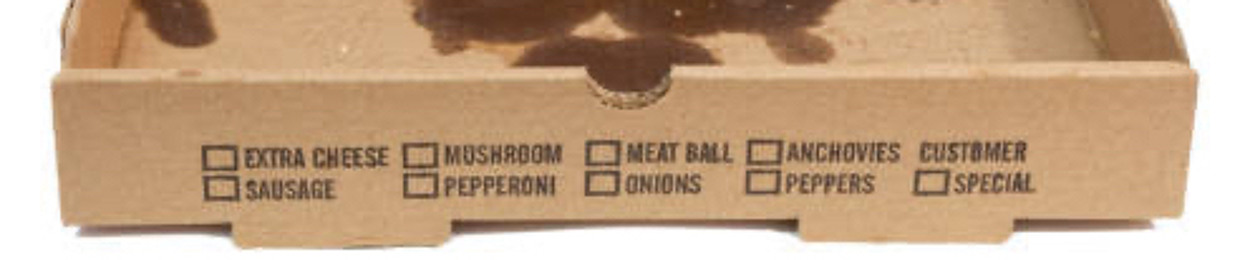 EXTRA CHEESE MUSHROOM MEAT BALL ANCHOVIES CUSTOMER
SAUSAGE PEPPERONI ONIONS PEPPERS SPECIAL